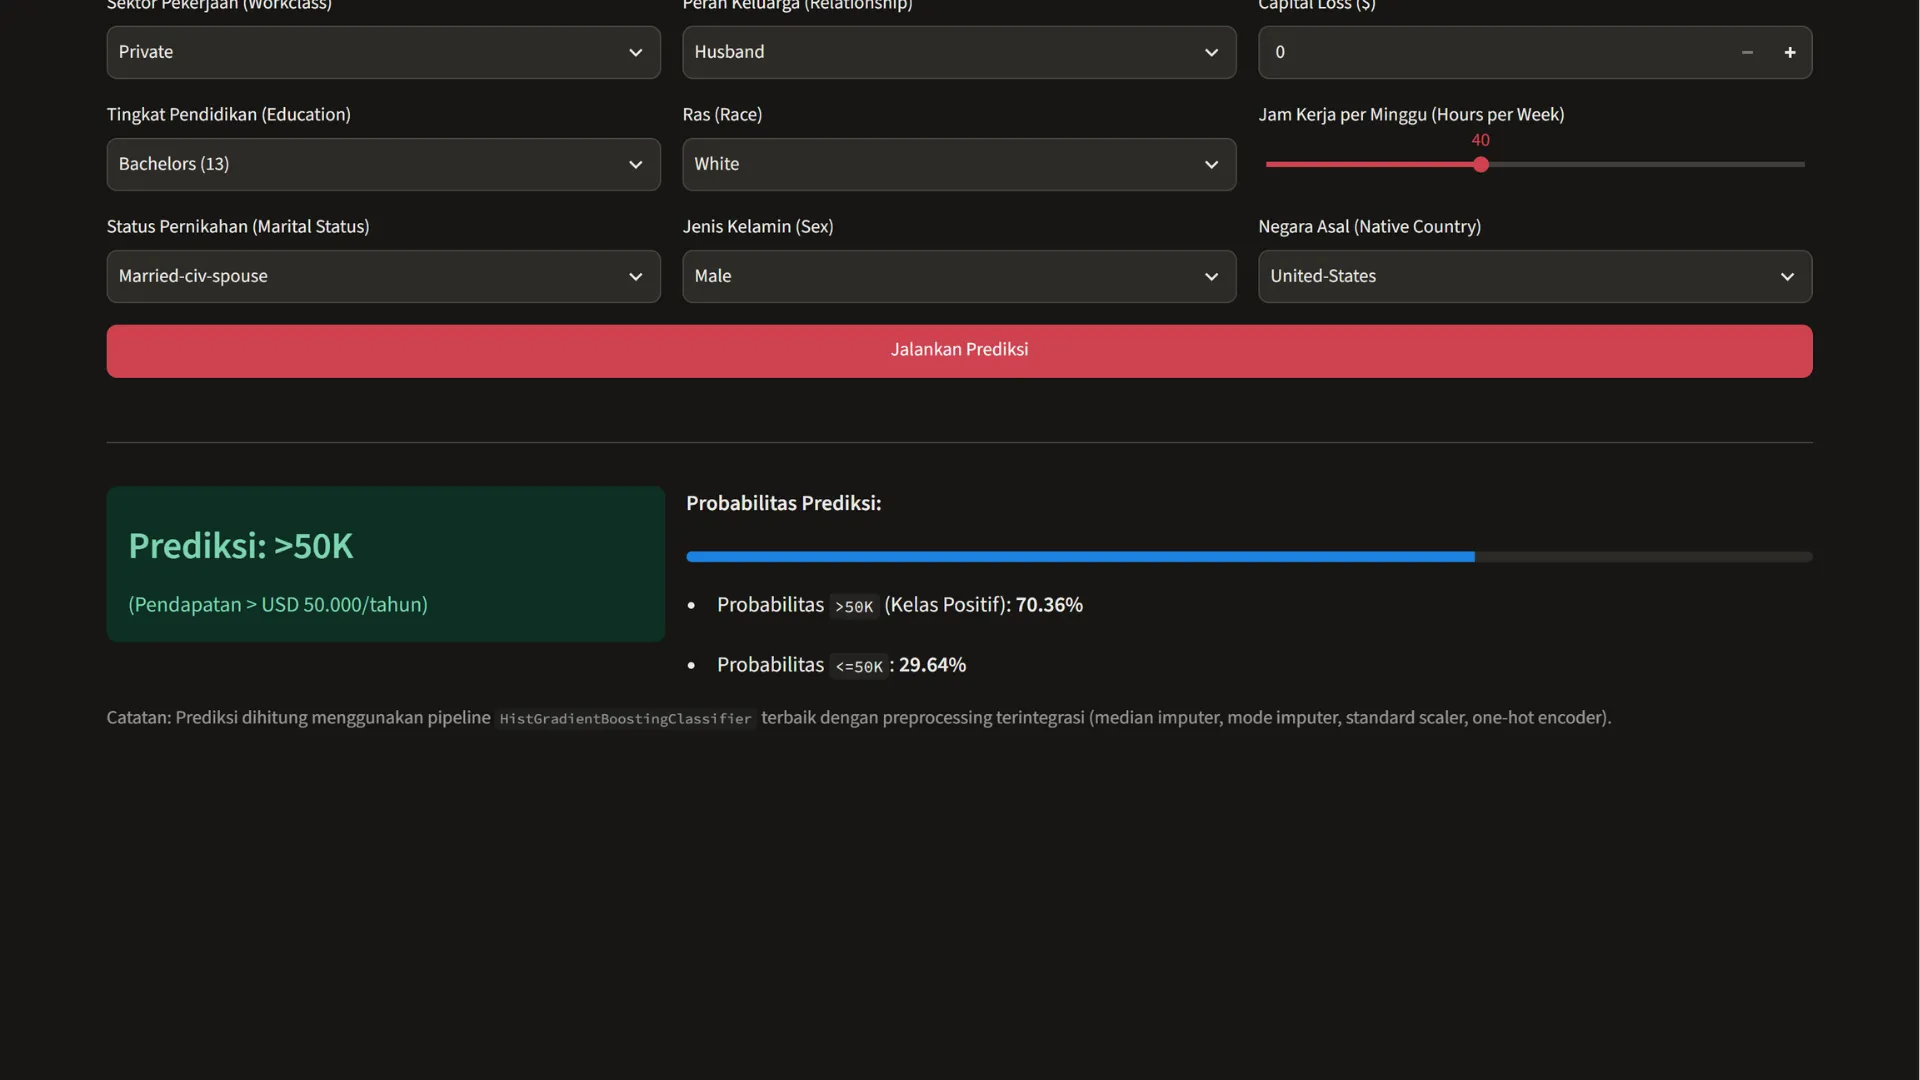 Sektor Pekerjaan (Workclass)
Peran Keluarga (Relationship)
Capital Loss ($)
Private
Husband
0
Tingkat Pendidikan (Education)
Ras (Race)
Jam Kerja per Minggu (Hours per Week)
40
Bachelors (13)
White
Status Pernikahan (Marital Status)
Jenis Kelamin (Sex)
Negara Asal (Native Country)
Married-civ-spouse
Male
United-States
Jalankan Prediksi
Prediksi: >50K
(Pendapatan > USD 50.000/tahun)
Probabilitas Prediksi:
• Probabilitas >50K (Kelas Positif): 70.36%
• Probabilitas <=50K : 29.64%
Catatan: Prediksi dihitung menggunakan pipeline HistGradientBoostingClassifier terbaik dengan preprocessing terintegrasi (median imputer, mode imputer, standard scaler, one-hot encoder).